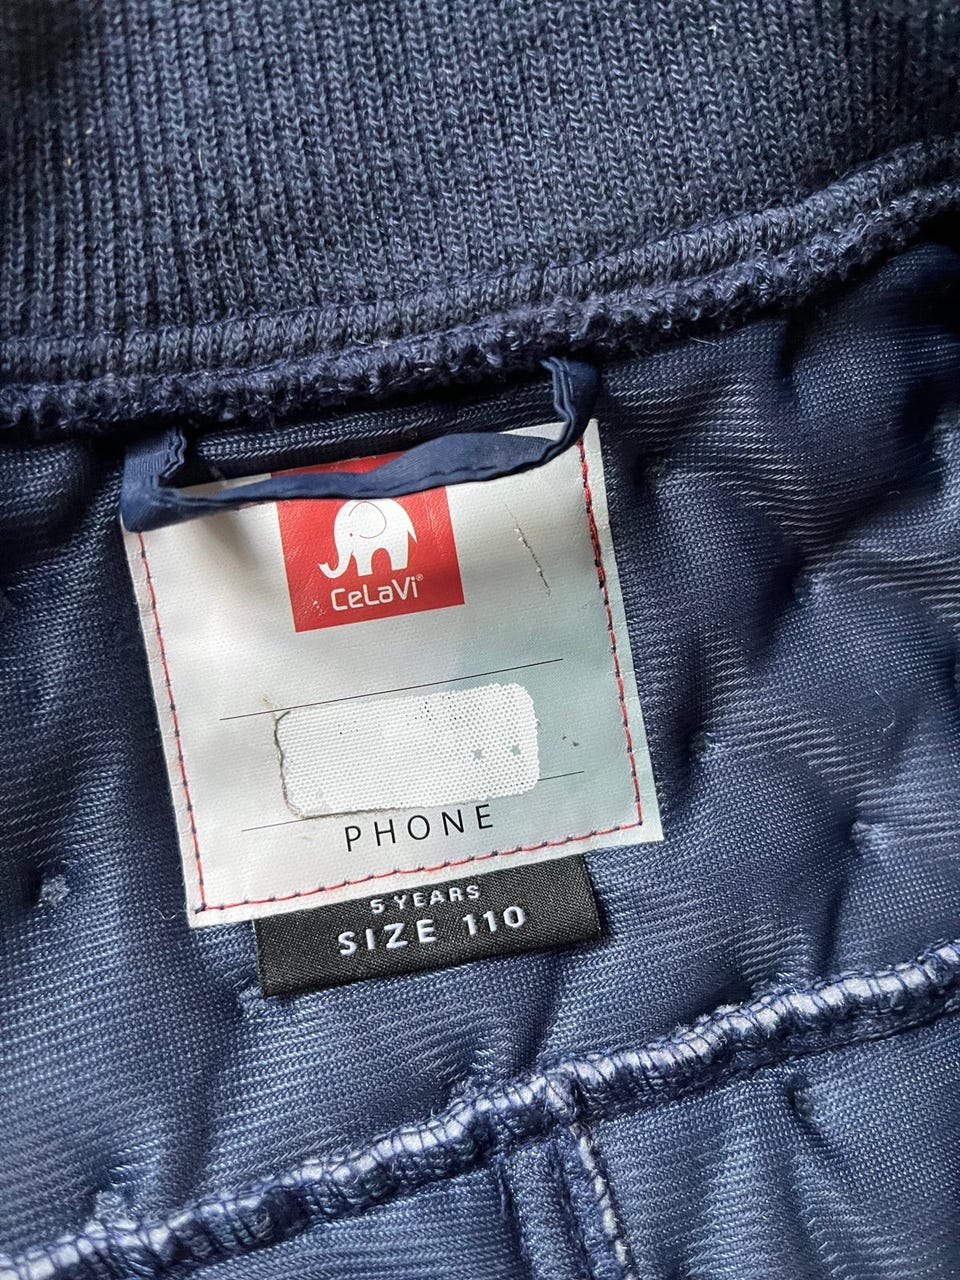 CeLaVi®
PHONE
5 YEARS
SIZE 110